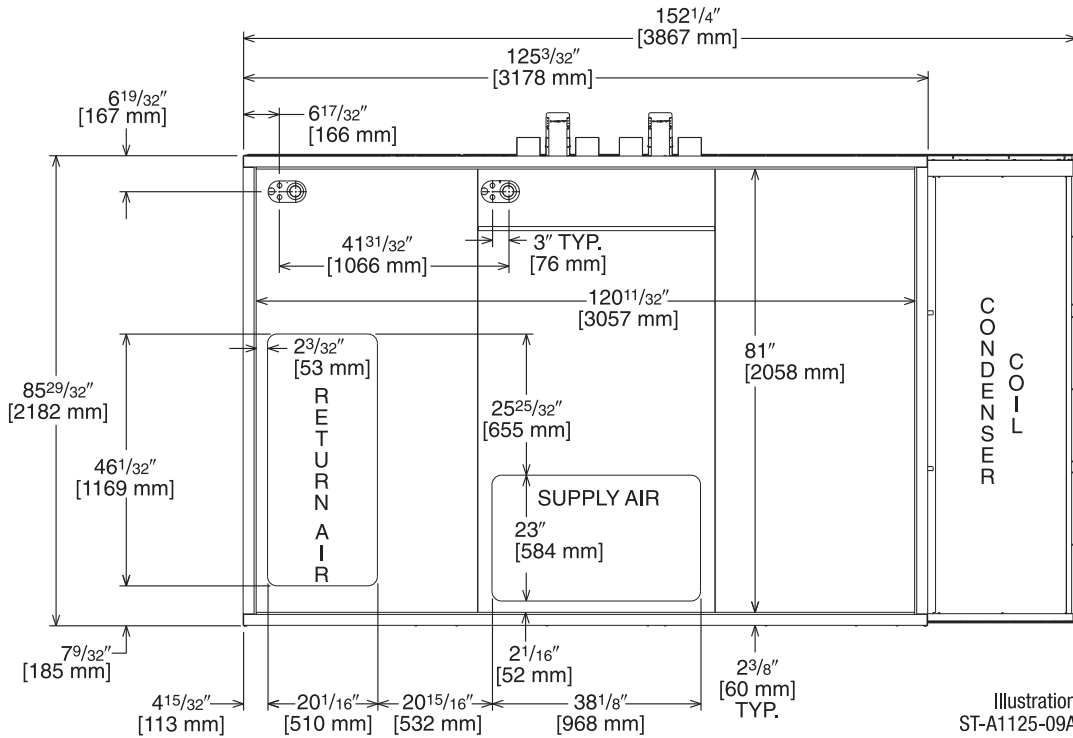 152 1/4"
[3867 mm]
125 3/32"
[3178 mm]
6 19/32"
[167 mm]
6 17/32"
[166 mm]
41 31/32"
[1066 mm]
3" TYP.
[76 mm]
120 11/32"
[3057 mm]
2 3/32"
[53 mm]
81"
[2058 mm]
85 29/32"
[2182 mm]
25 25/32"
[655 mm]
46 1/32"
[1169 mm]
RETURN AIR
SUPPLY AIR
23"
[584 mm]
CONDENSER
COIL
7 9/32"
[185 mm]
2 1/16"
[52 mm]
2 3/8"
[60 mm]
TYP.
4 15/32"
[113 mm]
20 1/16"
[510 mm]
20 15/16"
[532 mm]
38 1/8"
[968 mm]
Illustration
ST-A1125-09A